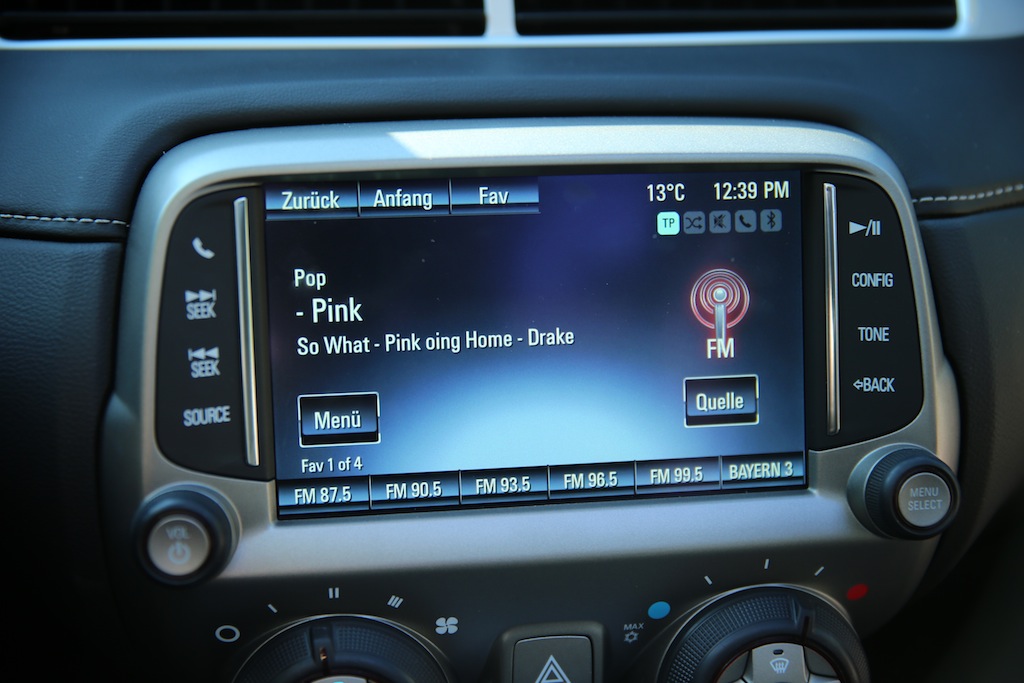 Zurück Anfang Fav 13°C 12:39 PM
TP
Pop
- Pink
So What - Pink oing Home - Drake
FM
Menü Quelle
Fav 1 of 4
FM 87.5 FM 90.5 FM 93.5 FM 96.5 FM 99.5 BAYERN 3
SEEK
SEEK
SOURCE
CONFIG
TONE
BACK
VOL
MENU
SELECT
MAX